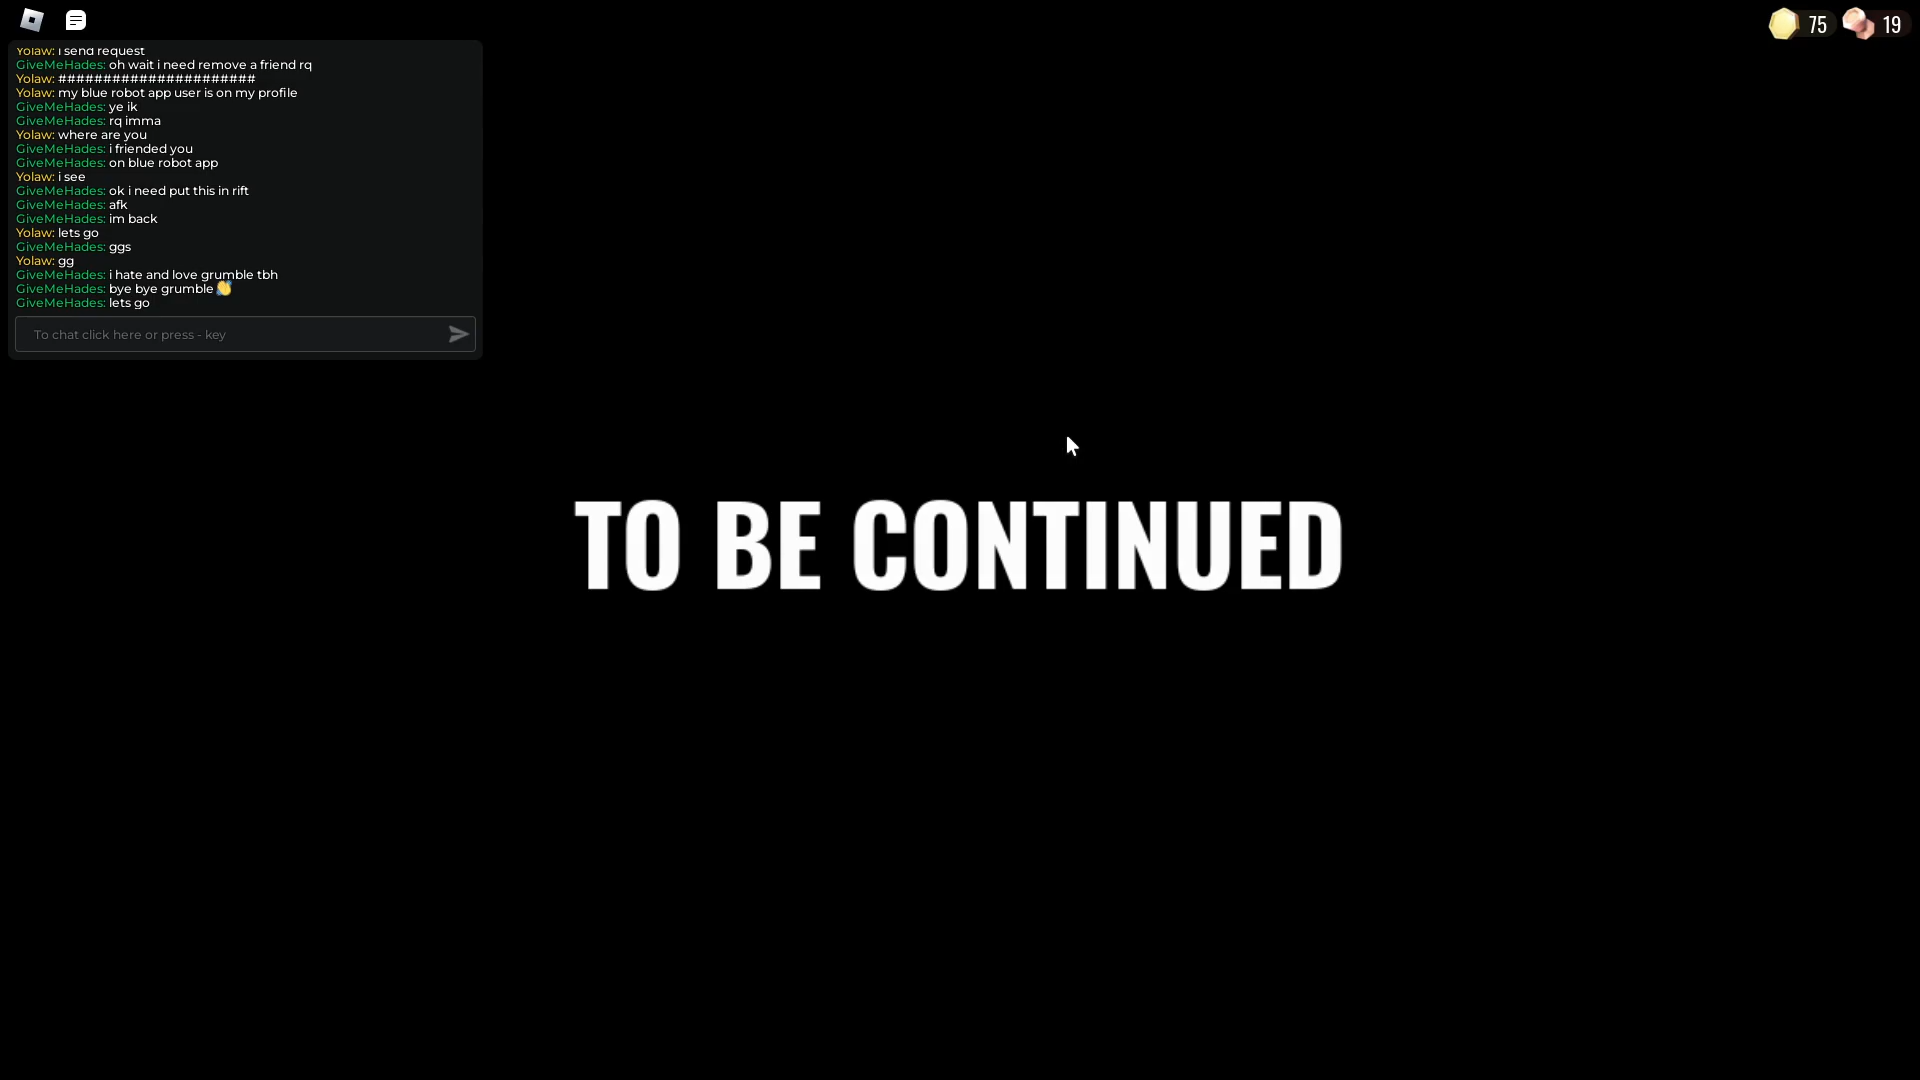 75
19
Yolaw: i send request
GiveMeHades: oh wait i need remove a friend rq
Yolaw: ######################
Yolaw: my blue robot app user is on my profile
GiveMeHades: ye ik
GiveMeHades: rq imma
Yolaw: where are you
GiveMeHades: i friended you
GiveMeHades: on blue robot app
Yolaw: i see
GiveMeHades: ok i need put this in rift
GiveMeHades: afk
GiveMeHades: im back
Yolaw: lets go
GiveMeHades: ggs
Yolaw: gg
GiveMeHades: i hate and love grumble tbh
GiveMeHades: bye bye grumble 👋
GiveMeHades: lets go
To chat click here or press - key
TO BE CONTINUED